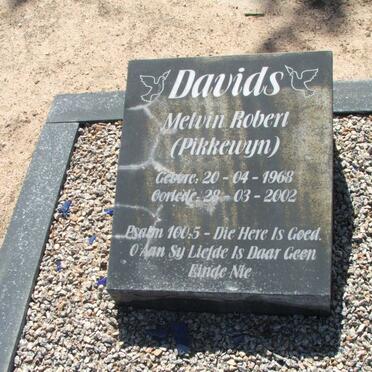 Davids
Melvin Robert
(Pikkewyn)
Gebore: 20 - 04 - 1968
Oorlede: 28 - 03 - 2002
Psalm 100:5 - Die Here Is Goed.
O Aan Sy Liefde Is Daar Geen
Einde Nie